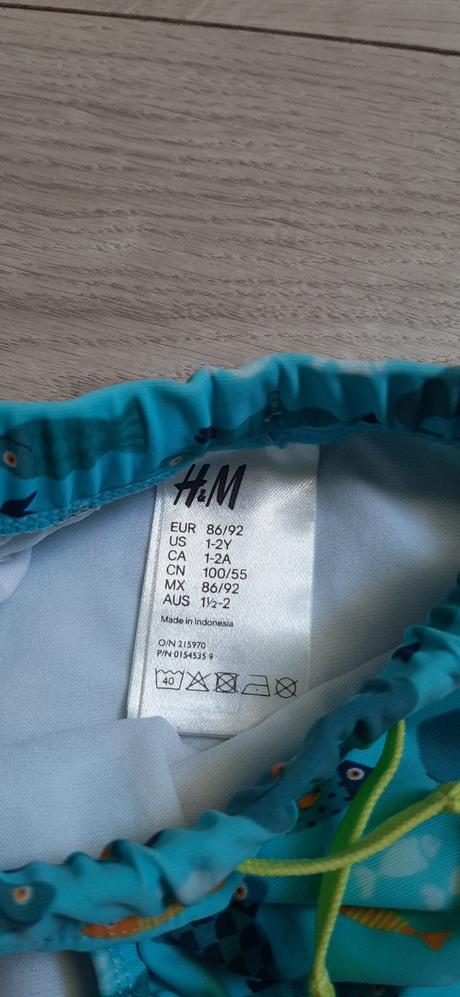 H&M
EUR 86/92
US 1-2Y
CA 1-2A
CN 100/55
MX 86/92
AUS 1½-2
Made in Indonesia
O/N 215970
P/N 0154535 9
40